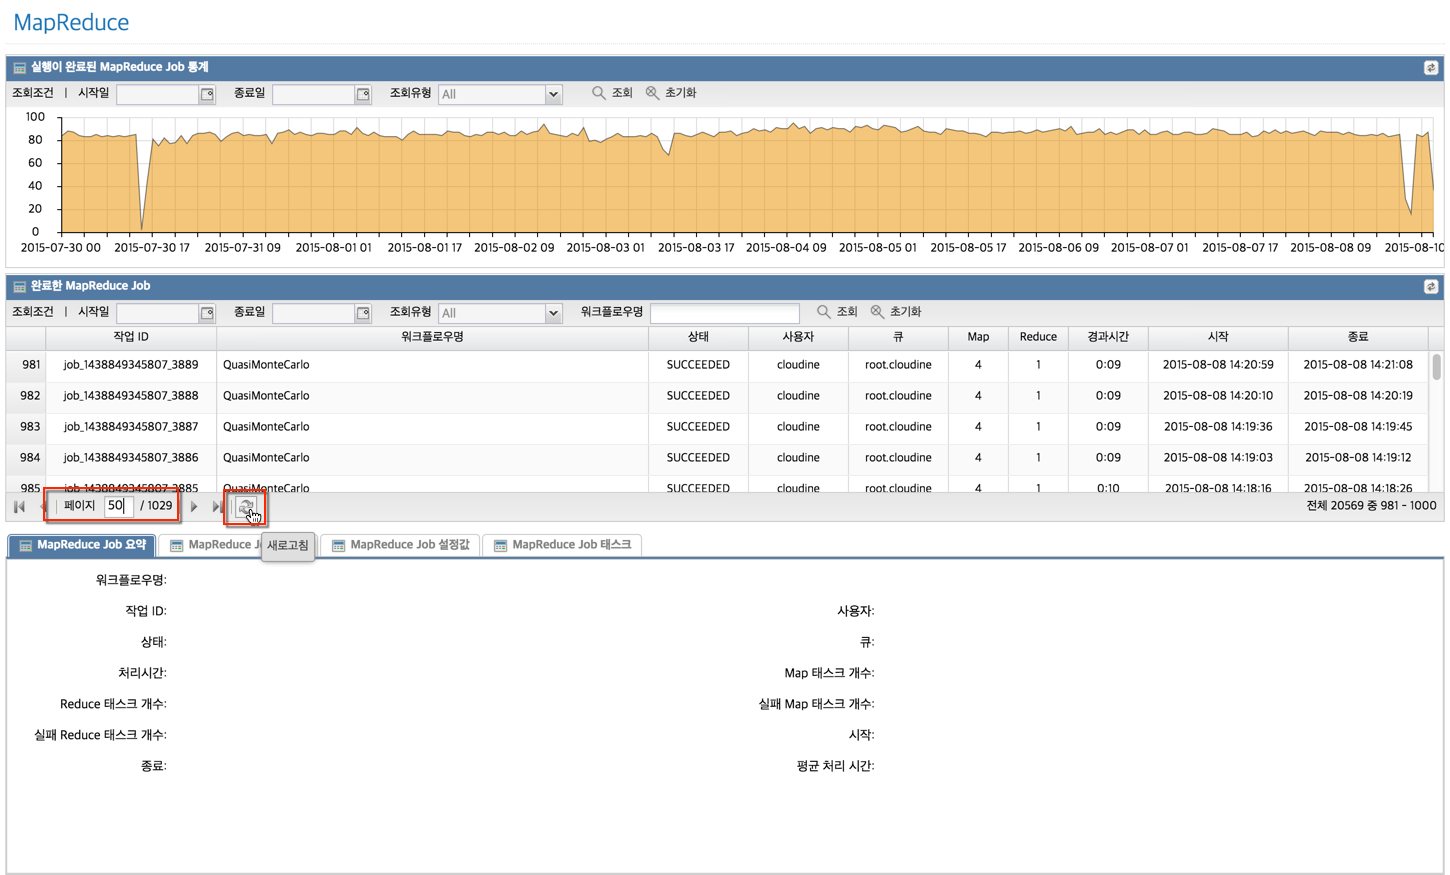 MapReduce
실행이 완료된 MapReduce Job 통계
조회조건 | 시작일 종료일 조회유형 All 조회 초기화
100
80
60
40
20
0
2015-07-30 00 2015-07-30 17 2015-07-31 09 2015-08-01 01 2015-08-01 17 2015-08-02 09 2015-08-03 01 2015-08-03 17 2015-08-04 09 2015-08-05 01 2015-08-05 17 2015-08-06 09 2015-08-07 01 2015-08-07 17 2015-08-08 09 2015-08-10
완료한 MapReduce Job
조회조건 | 시작일 종료일 조회유형 All 워크플로우명 조회 초기화
작업 ID 워크플로우명 상태 사용자 큐 Map Reduce 경과시간 시작 종료
981 job_1438849345807_3889 QuasiMonteCarlo SUCCEEDED cloudine root.cloudine 4 1 0:09 2015-08-08 14:20:59 2015-08-08 14:21:08
982 job_1438849345807_3888 QuasiMonteCarlo SUCCEEDED cloudine root.cloudine 4 1 0:09 2015-08-08 14:20:10 2015-08-08 14:20:19
983 job_1438849345807_3887 QuasiMonteCarlo SUCCEEDED cloudine root.cloudine 4 1 0:09 2015-08-08 14:19:36 2015-08-08 14:19:45
984 job_1438849345807_3886 QuasiMonteCarlo SUCCEEDED cloudine root.cloudine 4 1 0:09 2015-08-08 14:19:03 2015-08-08 14:19:12
985 job_1438849345807_3885 QuasiMonteCarlo SUCCEEDED cloudine root.cloudine 4 1 0:10 2015-08-08 14:18:16 2015-08-08 14:18:26
페이지 50 / 1029 전체 20569 중 981 - 1000
MapReduce Job 요약 MapReduce J 새로고침 MapReduce Job 설정값 MapReduce Job 태스크
워크플로우명:
작업 ID: 사용자:
상태: 큐:
처리시간: Map 태스크 개수:
Reduce 태스크 개수: 실패 Map 태스크 개수:
실패 Reduce 태스크 개수: 시작:
종료: 평균 처리 시간: